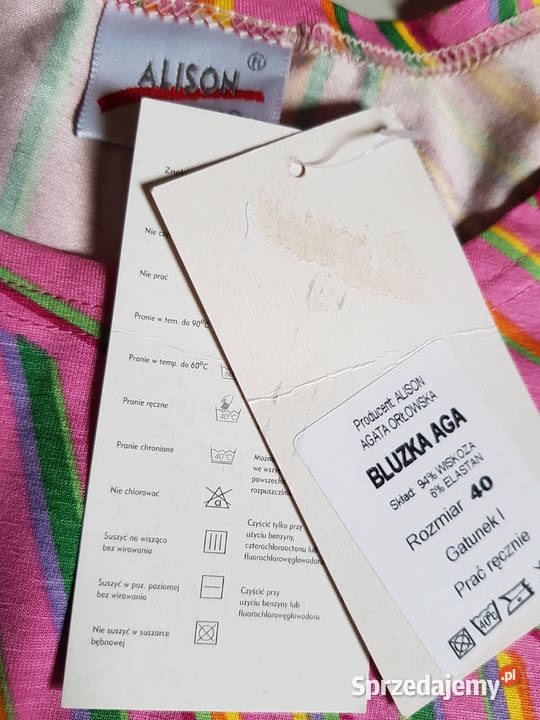 ALISON
Nie prać
Pranie w tem. do 90°C
Pranie w temp. do 60°C
Pranie ręczne
40°C
Pranie chronione
40°C
Nie chlorować
a
Suszyć na wisząco
bez wirowania
Suszyć w poz. poziomej
bez wirowania
Nie suszyć w suszarce
bębnowej
Czyścić tylko przy
użyciu benzyny,
czterochlorooctanu lub
fluorochlorowęglowodoru
Czyścić przy
użyciu benzyny lub
fluorochlorowęglowodoru
Producent: ALISON
AGATA ORŁOWSKA
BLUZKA AGA
Skład: 94% WISKOZA
6% ELASTAN
Rozmiar 40
Gatunek I
Prać ręcznie
40°C
Sprzedajemy.pl